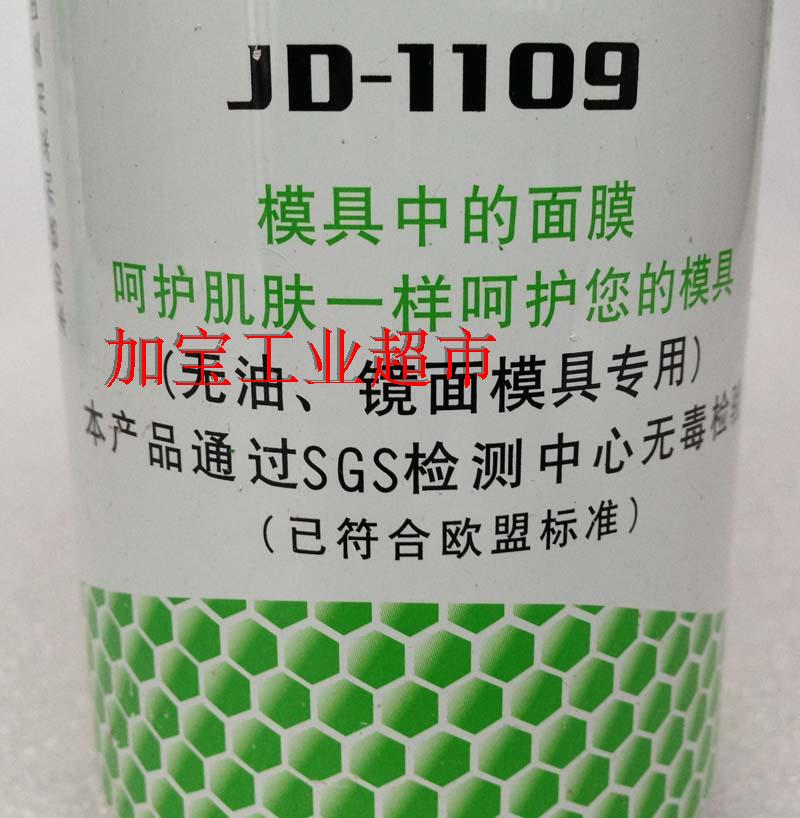 JD-1109
模具中的面膜
呵护肌肤一样呵护您的模具
加宝工业超市
(无油、镜面模具专用)
本产品通过SGS检测中心无毒检验
(已符合欧盟标准)